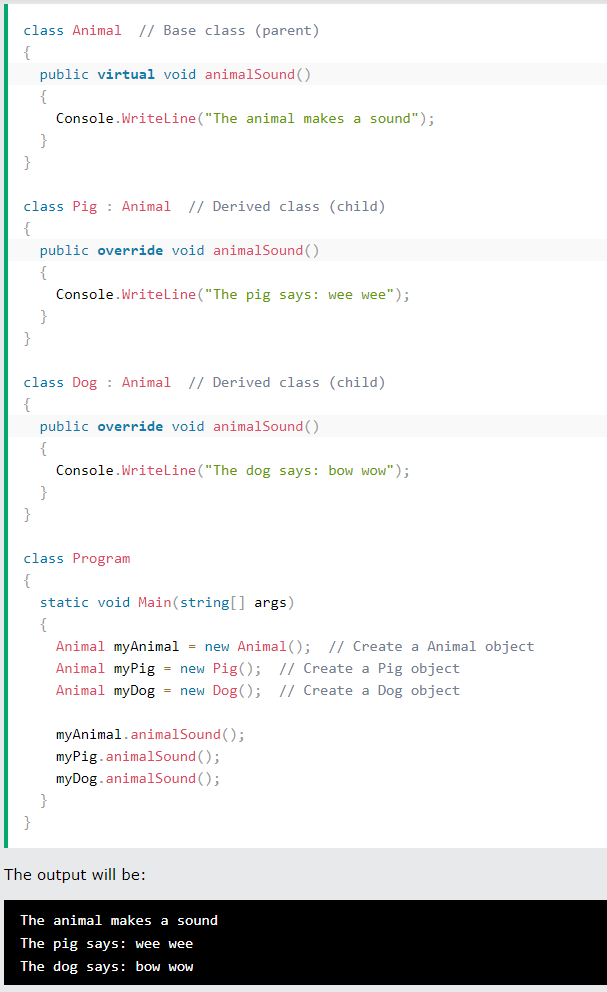 class Animal  // Base class (parent)
{
  public virtual void animalSound()
  {
    Console.WriteLine("The animal makes a sound");
  }
}

class Pig : Animal  // Derived class (child)
{
  public override void animalSound()
  {
    Console.WriteLine("The pig says: wee wee");
  }
}

class Dog : Animal  // Derived class (child)
{
  public override void animalSound()
  {
    Console.WriteLine("The dog says: bow wow");
  }
}

class Program
{
  static void Main(string[] args)
  {
    Animal myAnimal = new Animal();  // Create a Animal object
    Animal myPig = new Pig();  // Create a Pig object
    Animal myDog = new Dog();  // Create a Dog object

    myAnimal.animalSound();
    myPig.animalSound();
    myDog.animalSound();
  }
}
The output will be:
The animal makes a sound
The pig says: wee wee
The dog says: bow wow